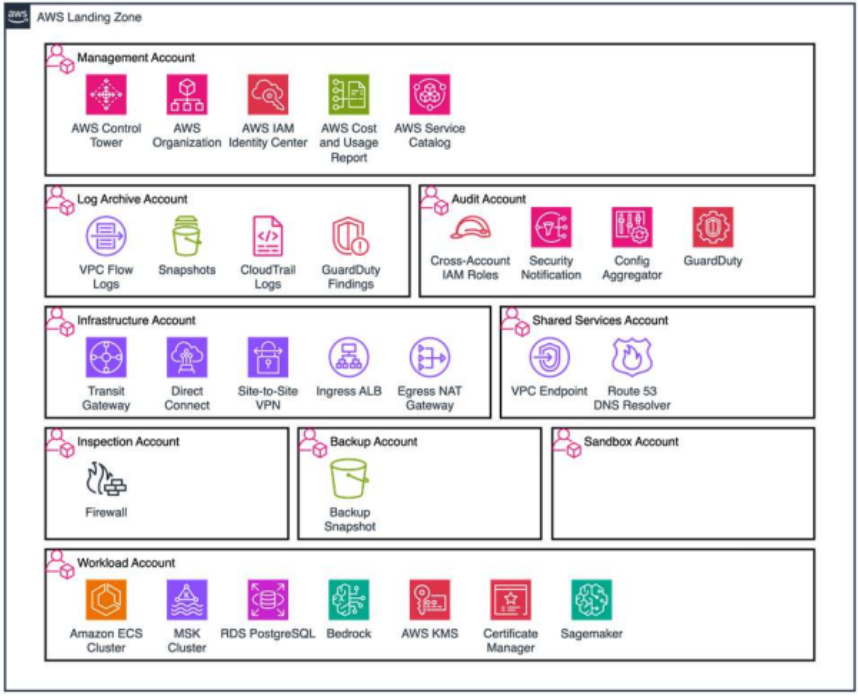 aws
AWS Landing Zone
Management Account
AWS Control
Tower
AWS
Organization
AWS IAM
Identity Center
AWS Cost
and Usage
Report
AWS Service
Catalog
Log Archive Account
VPC Flow
Logs
Snapshots
CloudTrail
Logs
GuardDuty
Findings
Audit Account
Cross-Account
IAM Roles
Security
Notification
Config
Aggregator
GuardDuty
Infrastructure Account
Transit
Gateway
Direct
Connect
Site-to-Site
VPN
Ingress ALB
Egress NAT
Gateway
Shared Services Account
VPC Endpoint
Route 53
DNS Resolver
Inspection Account
Firewall
Backup Account
Backup
Snapshot
Sandbox Account
Workload Account
Amazon ECS
Cluster
MSK
Cluster
RDS PostgreSQL
Bedrock
AWS KMS
Certificate
Manager
Sagemaker